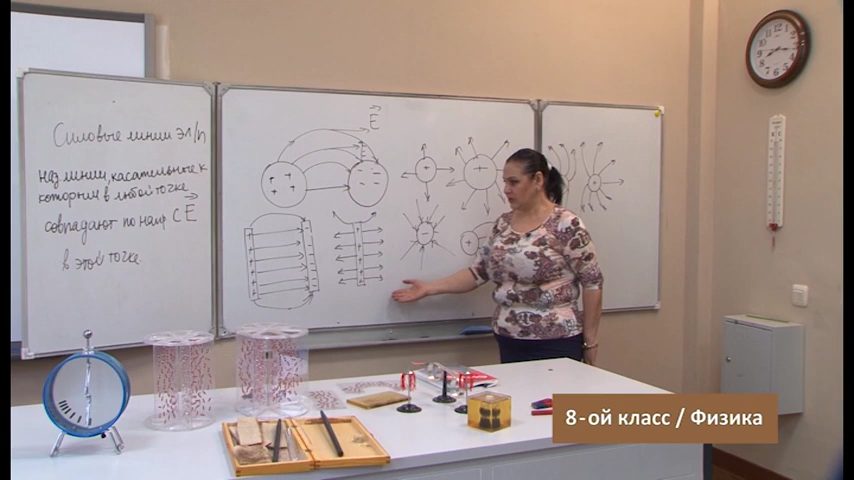 Силовые линии эл/п
наз линии, касательные к
которым в любой точке
совпадают по напр с E
в этой точке.
E
8-ой класс / Физика